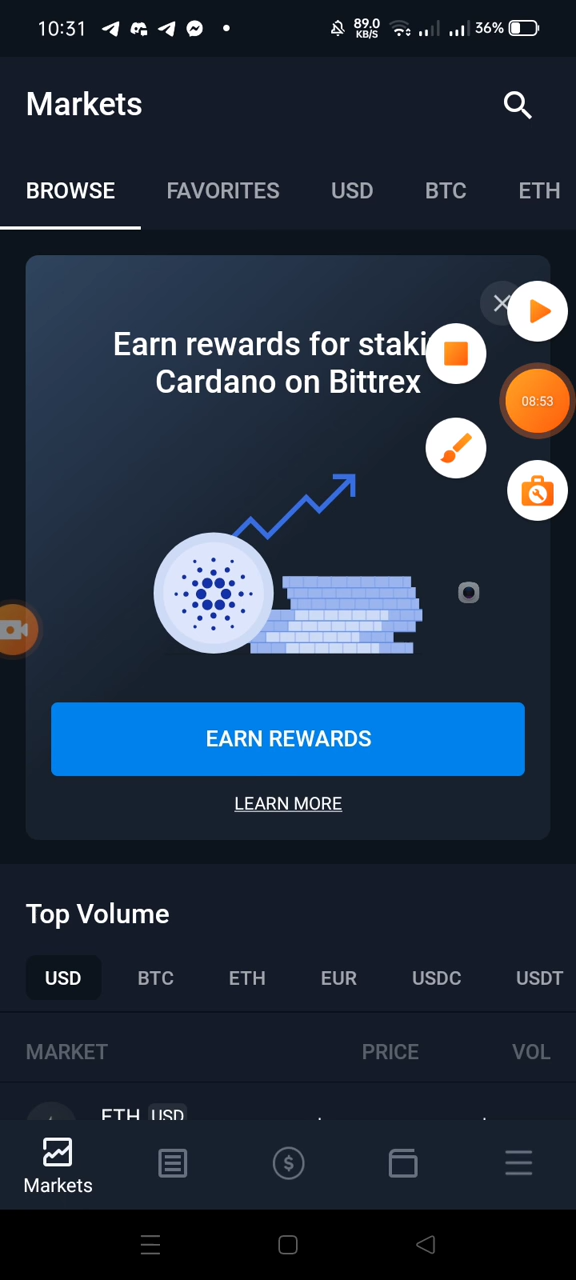 10:31
89.0
KB/S
36%
Markets
BROWSE FAVORITES USD BTC ETH
Earn rewards for
Cardano on Bittrex
08:53
EARN REWARDS
LEARN MORE
Top Volume
USD BTC ETH EUR USDC USDT
MARKET PRICE VOL
ETH USD
Markets